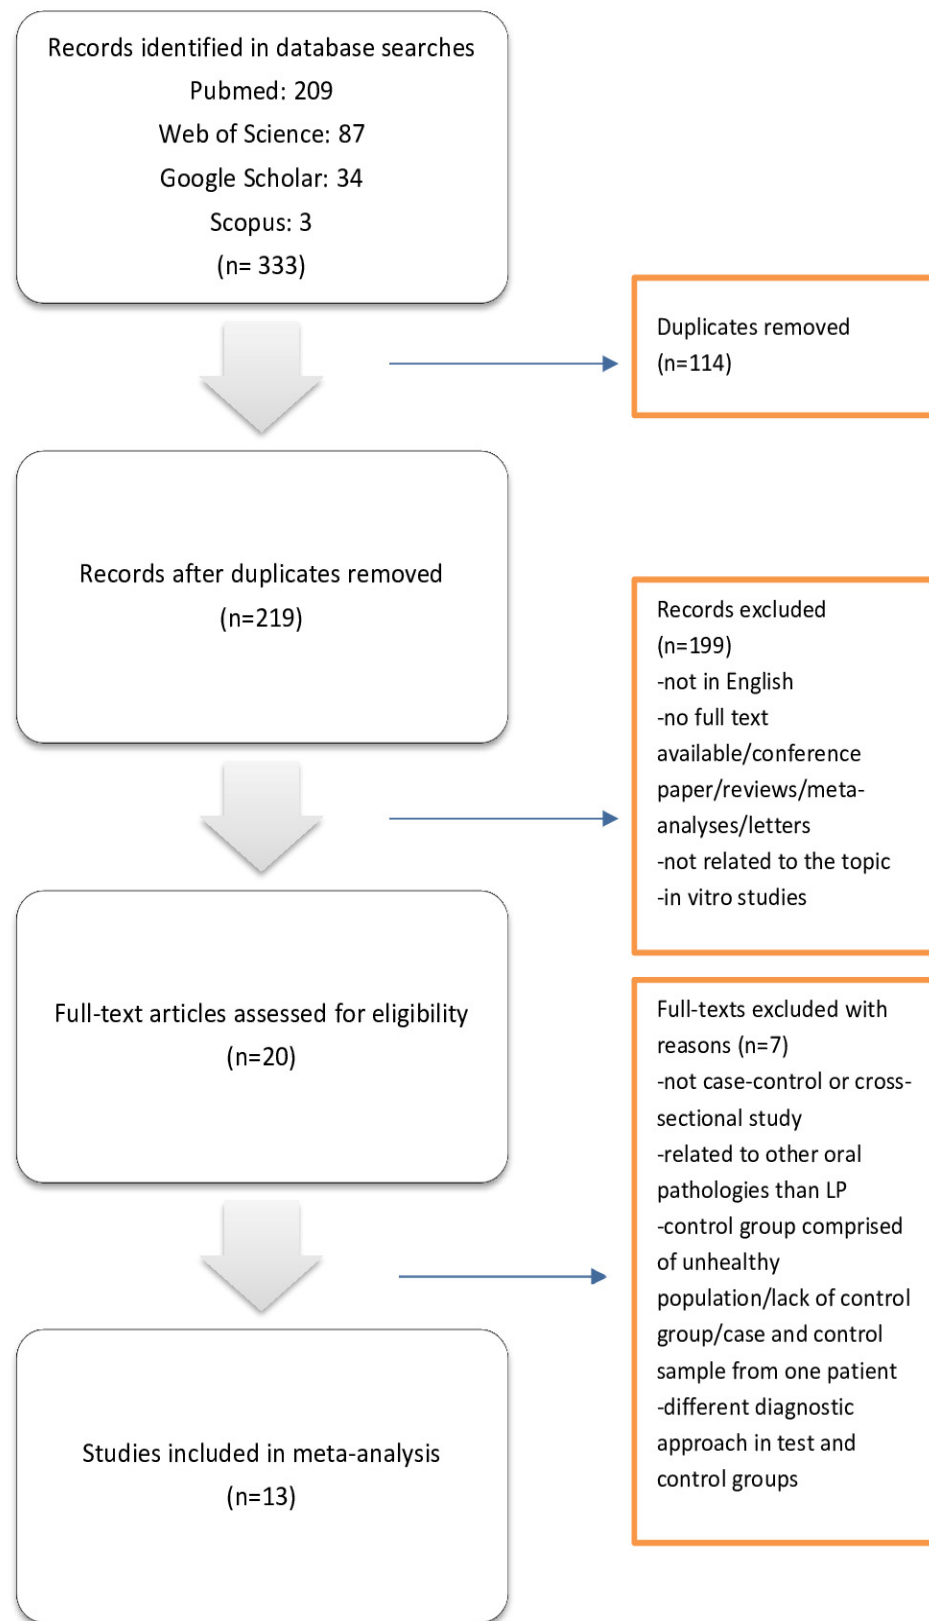 Records identified in database searches
Pubmed: 209
Web of Science: 87
Google Scholar: 34
Scopus: 3
(n= 333)
Duplicates removed
(n=114)
Records after duplicates removed
(n=219)
Records excluded
(n=199)
-not in English
-no full text
available/conference
paper/reviews/meta-
analyses/letters
-not related to the topic
-in vitro studies
Full-text articles assessed for eligibility
(n=20)
Full-texts excluded with
reasons (n=7)
-not case-control or cross-
sectional study
-related to other oral
pathologies than LP
-control group comprised
of unhealthy
population/lack of control
group/case and control
sample from one patient
-different diagnostic
approach in test and
control groups
Studies included in meta-analysis
(n=13)